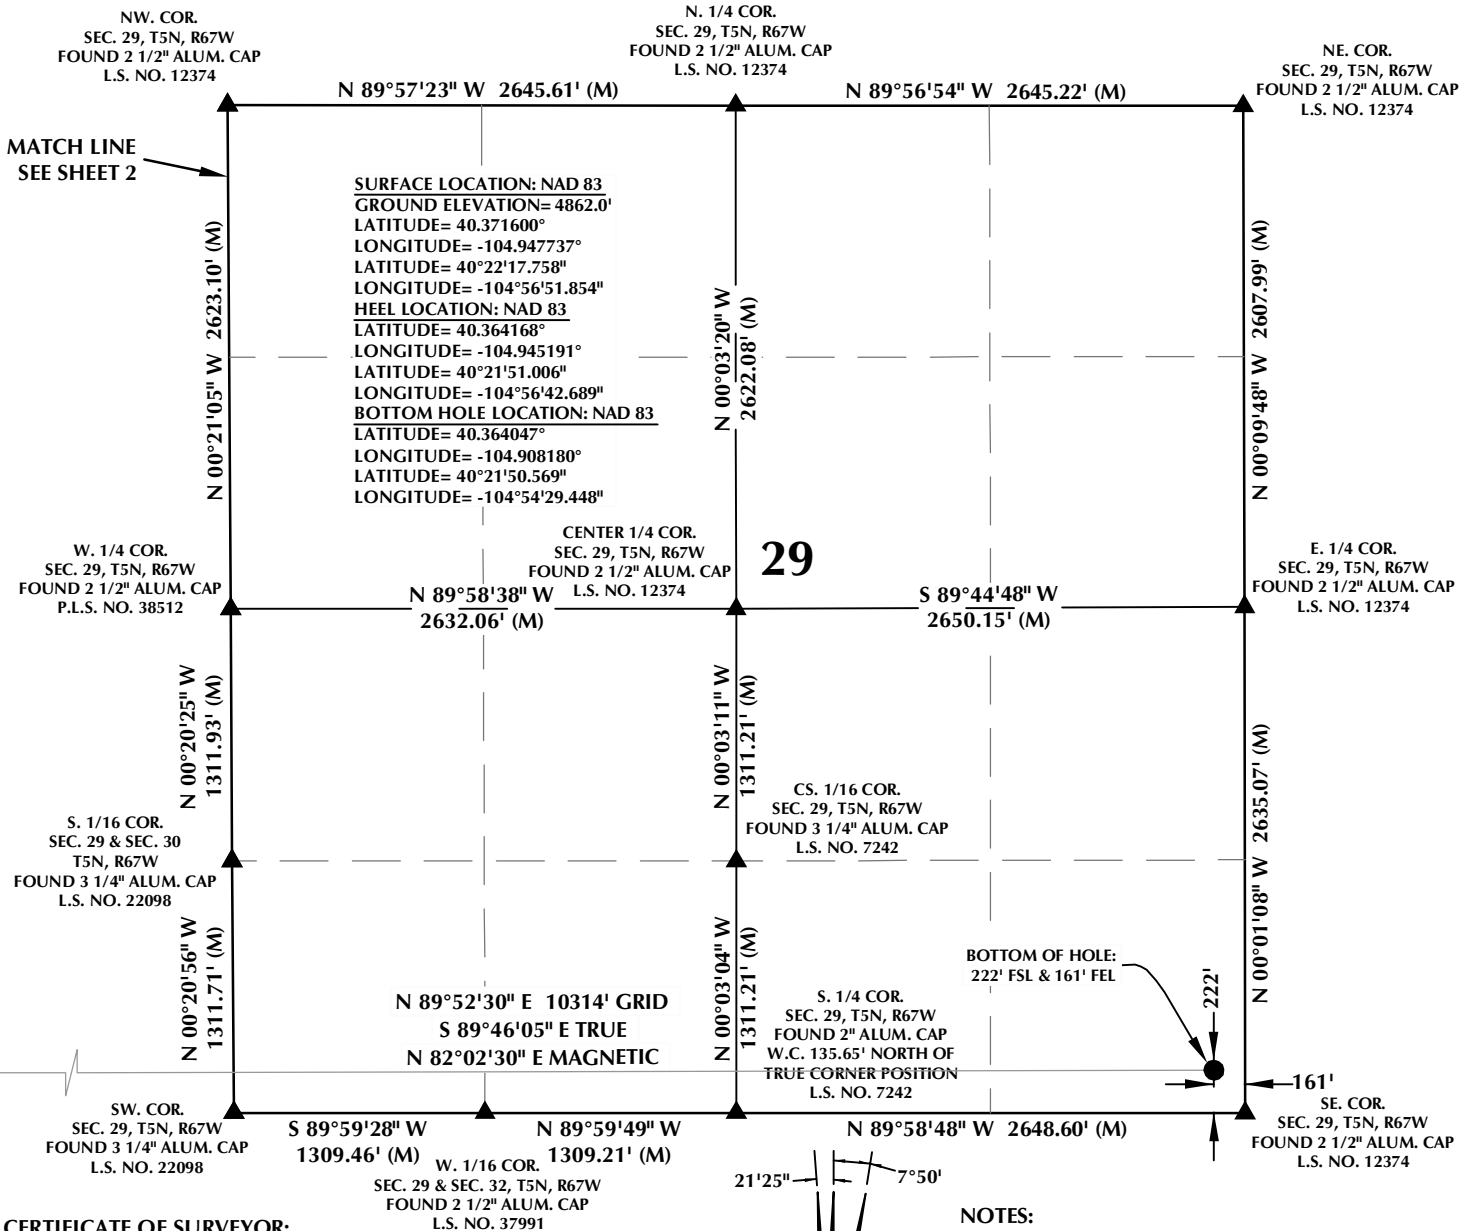 NW. COR.
SEC. 29, T5N, R67W
FOUND 2 1/2" ALUM. CAP
L.S. NO. 12374
N. 1/4 COR.
SEC. 29, T5N, R67W
FOUND 2 1/2" ALUM. CAP
L.S. NO. 12374
NE. COR.
SEC. 29, T5N, R67W
FOUND 2 1/2" ALUM. CAP
L.S. NO. 12374
N 89°57'23" W 2645.61' (M)
N 89°56'54" W 2645.22' (M)
MATCH LINE
SEE SHEET 2
SURFACE LOCATION: NAD 83
GROUND ELEVATION= 4862.0'
LATITUDE= 40.371600°
LONGITUDE= -104.947737°
LATITUDE= 40°22'17.758"
LONGITUDE= -104°56'51.854"
HEEL LOCATION: NAD 83
LATITUDE= 40.364168°
LONGITUDE= -104.945191°
LATITUDE= 40°21'51.006"
LONGITUDE= -104°56'42.689"
BOTTOM HOLE LOCATION: NAD 83
LATITUDE= 40.364047°
LONGITUDE= -104.908180°
LATITUDE= 40°21'50.569"
LONGITUDE= -104°54'29.448"
N 00°21'05" W 2623.10' (M)
N 00°03'20" W
2622.08' (M)
N 00°09'48" W 2607.99' (M)
W. 1/4 COR.
SEC. 29, T5N, R67W
FOUND 2 1/2" ALUM. CAP
P.L.S. NO. 38512
CENTER 1/4 COR.
SEC. 29, T5N, R67W
FOUND 2 1/2" ALUM. CAP
L.S. NO. 12374
29
E. 1/4 COR.
SEC. 29, T5N, R67W
FOUND 2 1/2" ALUM. CAP
L.S. NO. 12374
N 89°58'38" W
2632.06' (M)
S 89°44'48" W
2650.15' (M)
N 00°20'25" W
1311.93' (M)
N 00°03'11" W
1311.21' (M)
N 00°01'08" W 2635.07' (M)
S. 1/16 COR.
SEC. 29 & SEC. 30
T5N, R67W
FOUND 3 1/4" ALUM. CAP
L.S. NO. 22098
CS. 1/16 COR.
SEC. 29, T5N, R67W
FOUND 3 1/4" ALUM. CAP
L.S. NO. 7242
N 00°20'56" W
1311.71' (M)
N 00°03'04" W
1311.21' (M)
BOTTOM OF HOLE:
222' FSL & 161' FEL
222'
161'
N 89°52'30" E 10314' GRID
S 89°46'05" E TRUE
N 82°02'30" E MAGNETIC
S. 1/4 COR.
SEC. 29, T5N, R67W
FOUND 2" ALUM. CAP
W.C. 135.65' NORTH OF
TRUE CORNER POSITION
L.S. NO. 7242
SW. COR.
SEC. 29, T5N, R67W
FOUND 3 1/4" ALUM. CAP
L.S. NO. 22098
S 89°59'28" W
1309.46' (M)
N 89°59'49" W
1309.21' (M)
N 89°58'48" W 2648.60' (M)
SE. COR.
SEC. 29, T5N, R67W
FOUND 2 1/2" ALUM. CAP
L.S. NO. 12374
W. 1/16 COR.
SEC. 29 & SEC. 32, T5N, R67W
FOUND 2 1/2" ALUM. CAP
L.S. NO. 37991
21'25"
7°50'
CERTIFICATE OF SURVEYOR:
NOTES: